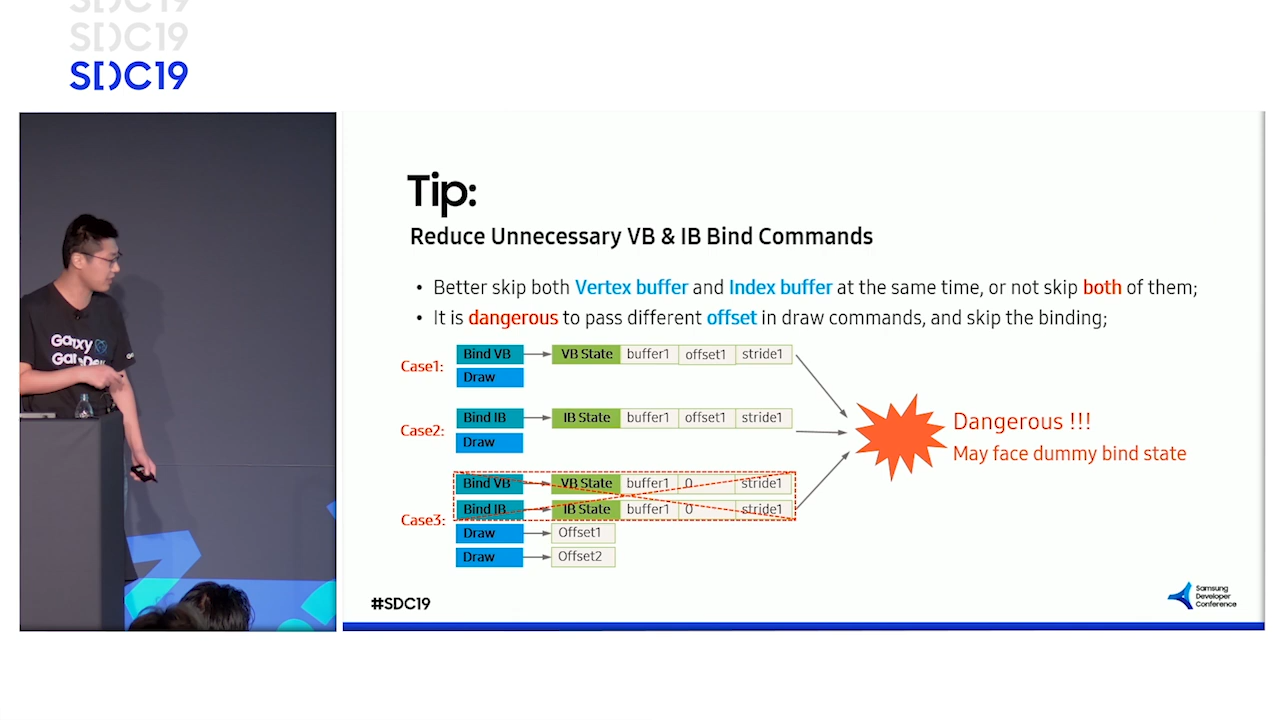 SDC19
SDC19
SDC19
Galaxy
GameDev
Tip:
Reduce Unnecessary VB & IB Bind Commands
• Better skip both Vertex buffer and Index buffer at the same time, or not skip both of them;
• It is dangerous to pass different offset in draw commands, and skip the binding;
Case1:
Bind VB
VB State
buffer1
offset1
stride1
Draw
Case2:
Bind IB
IB State
buffer1
offset1
stride1
Draw
Case3:
Bind VB
VB State
buffer1
0
stride1
Bind IB
IB State
buffer1
0
stride1
Draw
Offset1
Draw
Offset2
Dangerous !!!
May face dummy bind state
#SDC19
Samsung
Developer
Conference